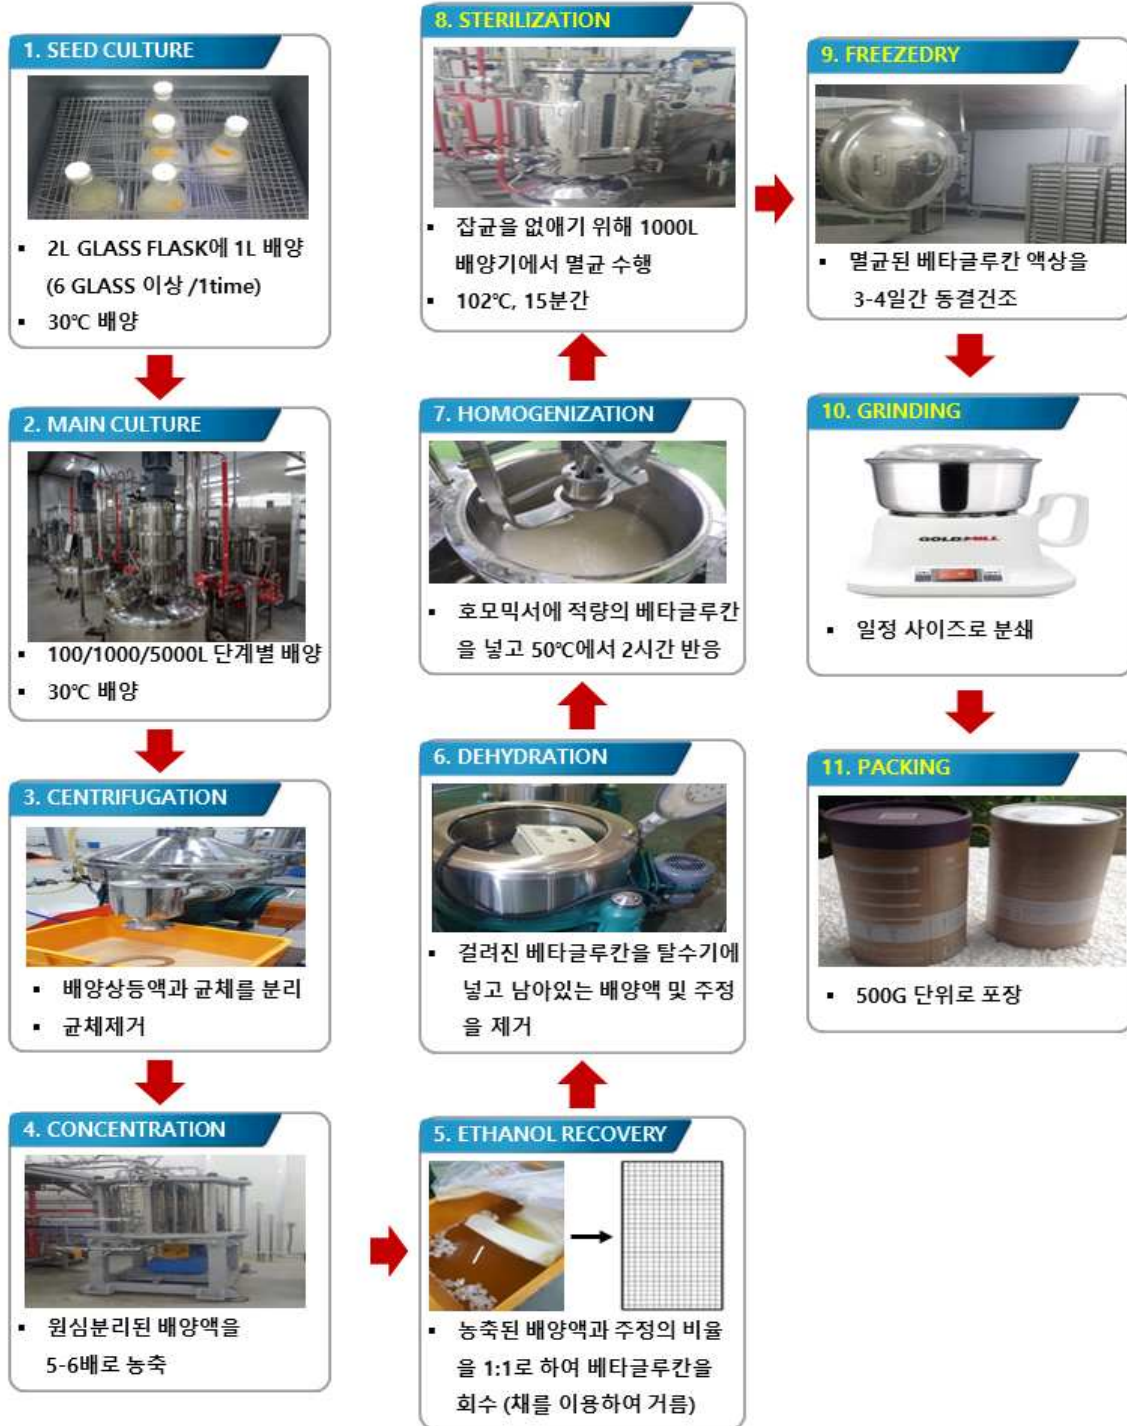 1. SEED CULTURE
▪ 2L GLASS FLASK에 1L 배양
(6 GLASS 이상 /1time)
▪ 30℃ 배양
2. MAIN CULTURE
▪ 100/1000/5000L 단계별 배양
▪ 30℃ 배양
3. CENTRIFUGATION
▪ 배양상등액과 균체를 분리
▪ 균체제거
4. CONCENTRATION
▪ 원심분리된 배양액을
5-6배로 농축
5. ETHANOL RECOVERY
▪ 농축된 배양액과 주정의 비율
을 1:1로 하여 베타글루칸을
회수 (채를 이용하여 거름)
6. DEHYDRATION
▪ 걸려진 베타글루칸을 탈수기에
넣고 남아있는 배양액 및 주정
을 제거
7. HOMOGENIZATION
▪ 호모믹서에 적량의 베타글루칸
을 넣고 50℃에서 2시간 반응
8. STERILIZATION
▪ 잡균을 없애기 위해 1000L
배양기에서 멸균 수행
▪ 102℃, 15분간
9. FREEZEDRY
▪ 멸균된 베타글루칸 액상을
3-4일간 동결건조
10. GRINDING
GOLDMILL
▪ 일정 사이즈로 분쇄
11. PACKING
▪ 500G 단위로 포장